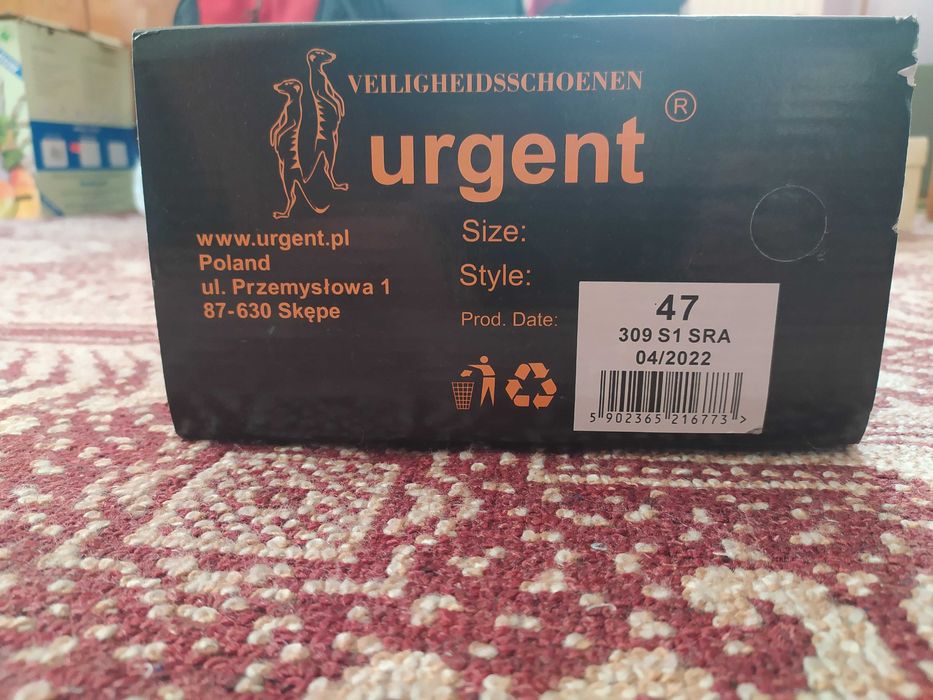 VEILIGHEIDSSCHOENEN
urgent ®
www.urgent.pl
Poland
ul. Przemysłowa 1
87-630 Skępe
Size:
Style:
Prod. Date:
47
309 S1 SRA
04/2022
5 902365 216773 >